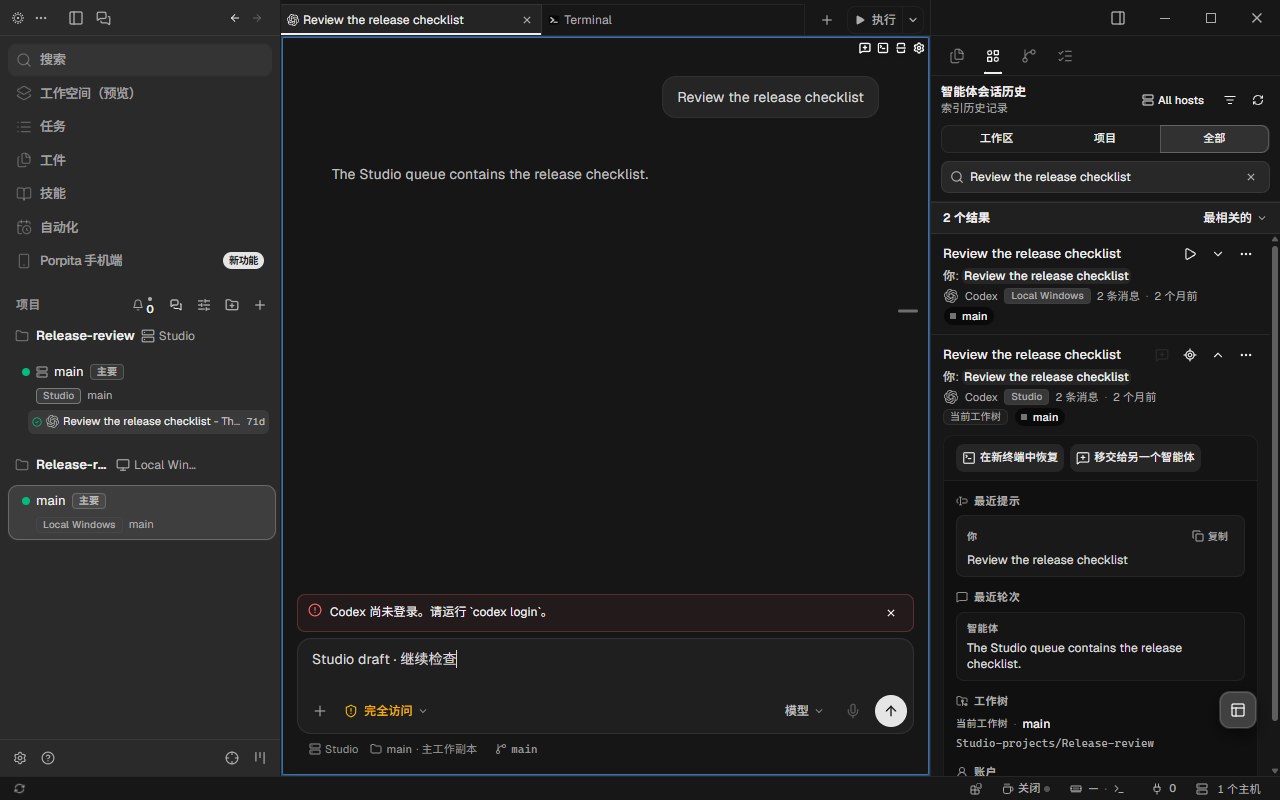 Review the release checklist
Terminal
执行
搜索
工作空间（预览）
任务
工件
技能
自动化
Porpita 手机端
新功能
项目
0
Release-review
Studio
main
主要
Studio
main
Review the release checklist - Th...
71d
Release-r...
Local Win...
main
主要
Local Windows
main
Review the release checklist
The Studio queue contains the release checklist.
Codex 尚未登录。请运行 `codex login`。
Studio draft · 继续检查
完全访问
模型
Studio
main · 主工作副本
main
智能体会话历史
索引历史记录
All hosts
工作区
项目
全部
Review the release checklist
2 个结果
最相关的
Review the release checklist
你: Review the release checklist
Codex
Local Windows
2 条消息 · 2 个月前
main
Review the release checklist
你: Review the release checklist
Codex
Studio
2 条消息 · 2 个月前
当前工作树
main
在新终端中恢复
移交给另一个智能体
最近提示
你
复制
Review the release checklist
最近轮次
智能体
The Studio queue contains the release
checklist.
工作树
当前工作树 · main
Studio-projects/Release-review
账户
关闭
0
1 个主机